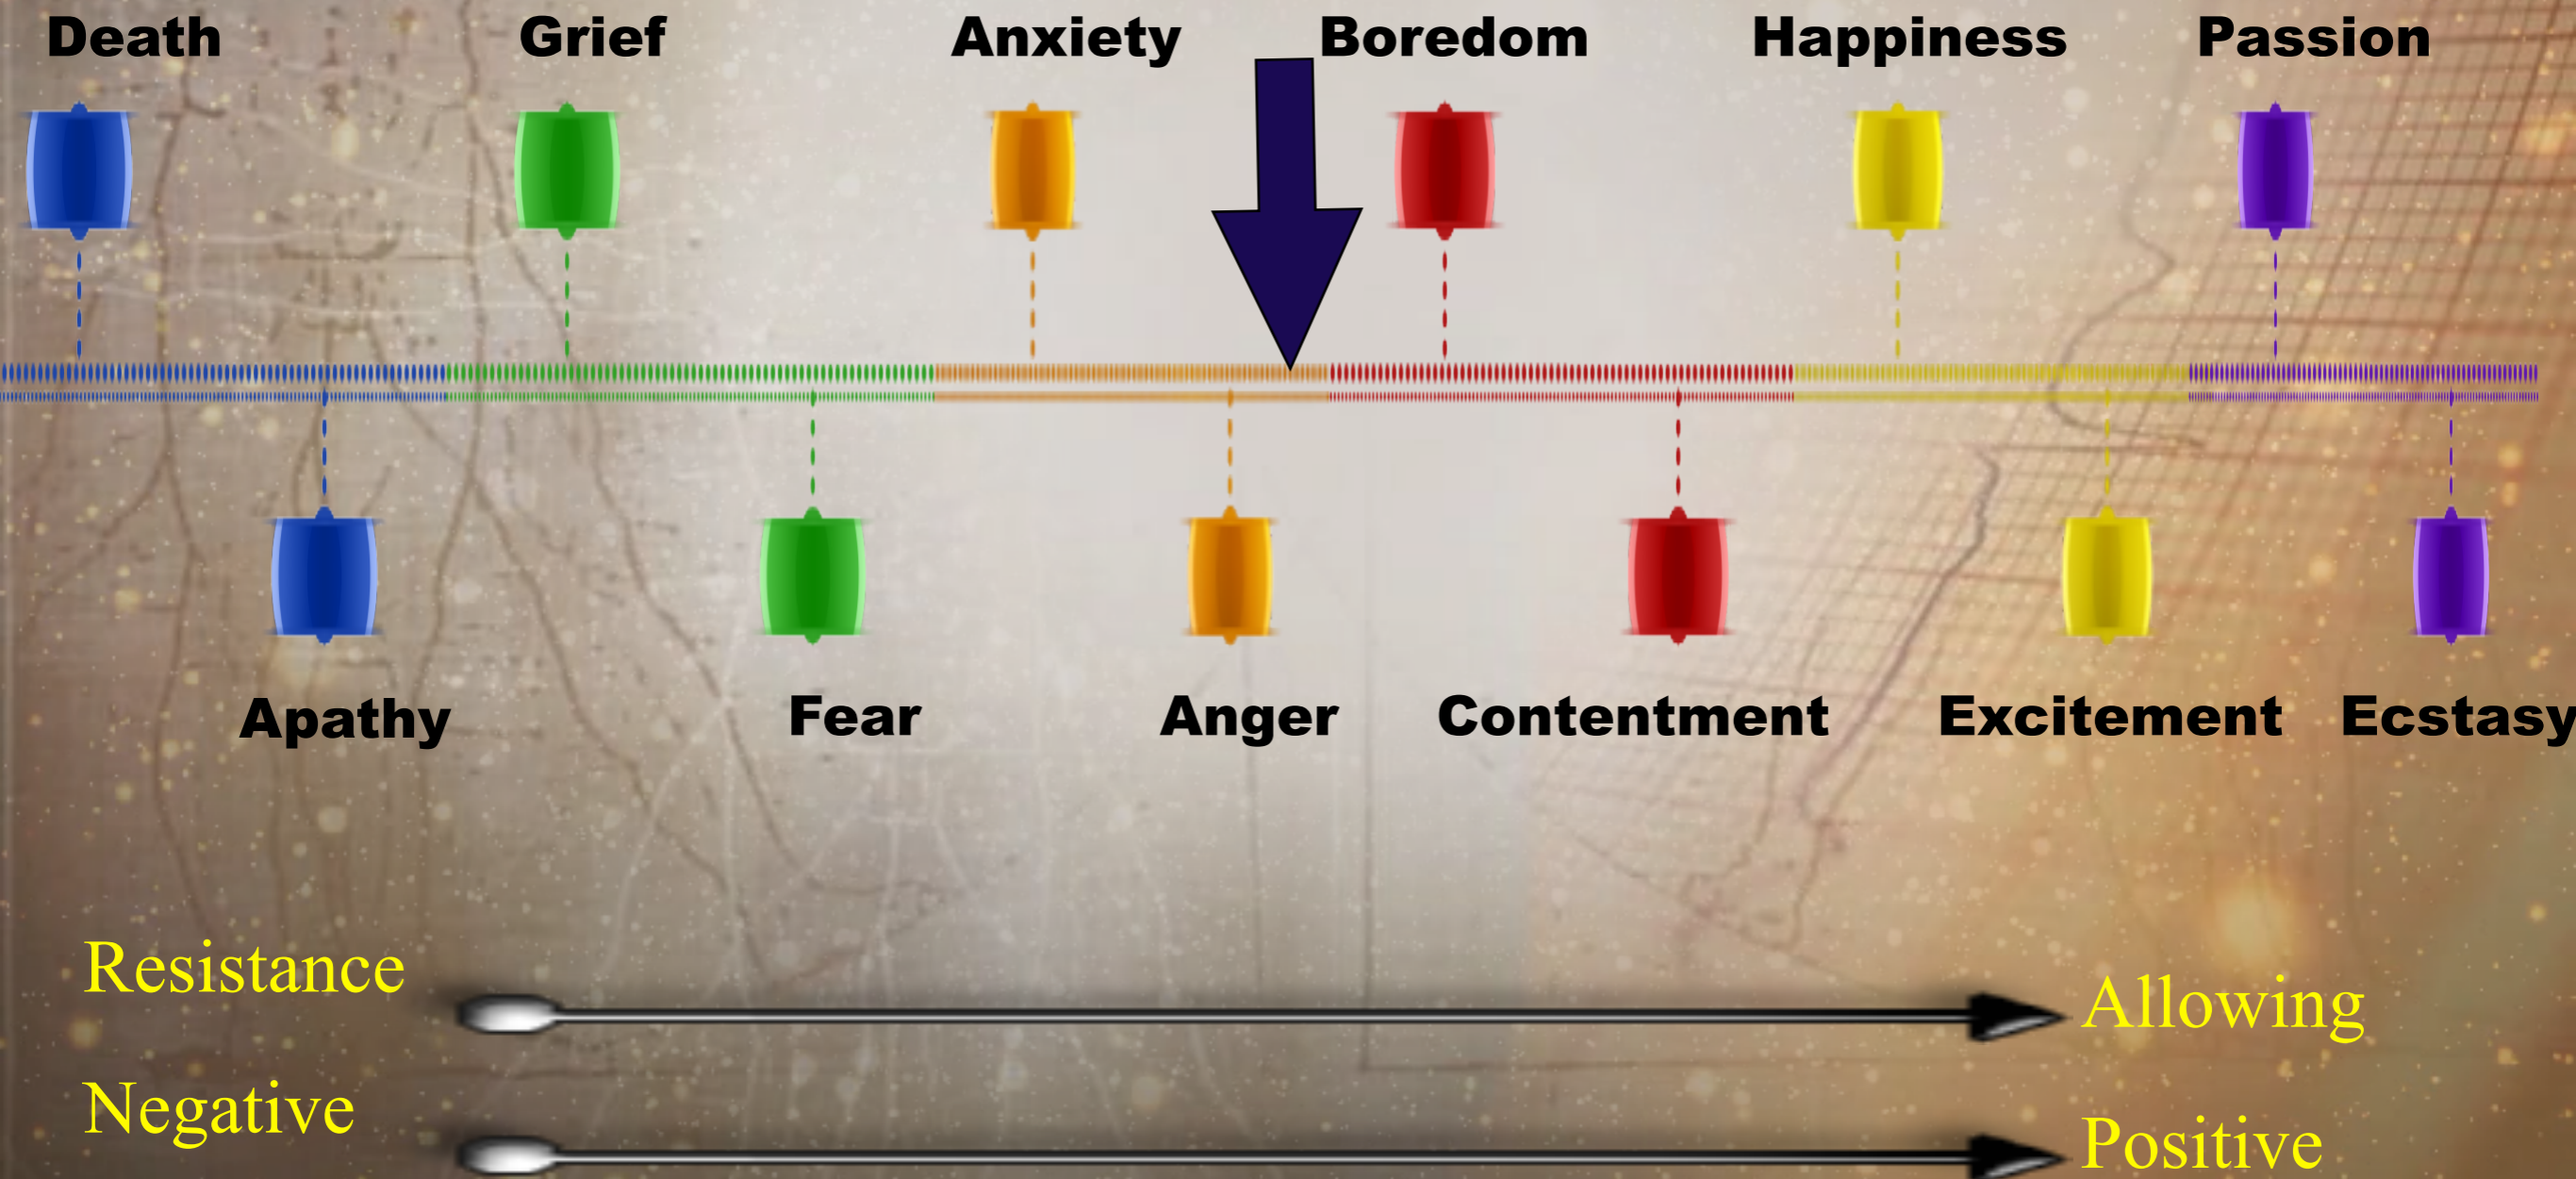 Death Grief Anxiety Boredom Happiness Passion
Apathy Fear Anger Contentment Excitement Ecstasy
Resistance Allowing
Negative Positive